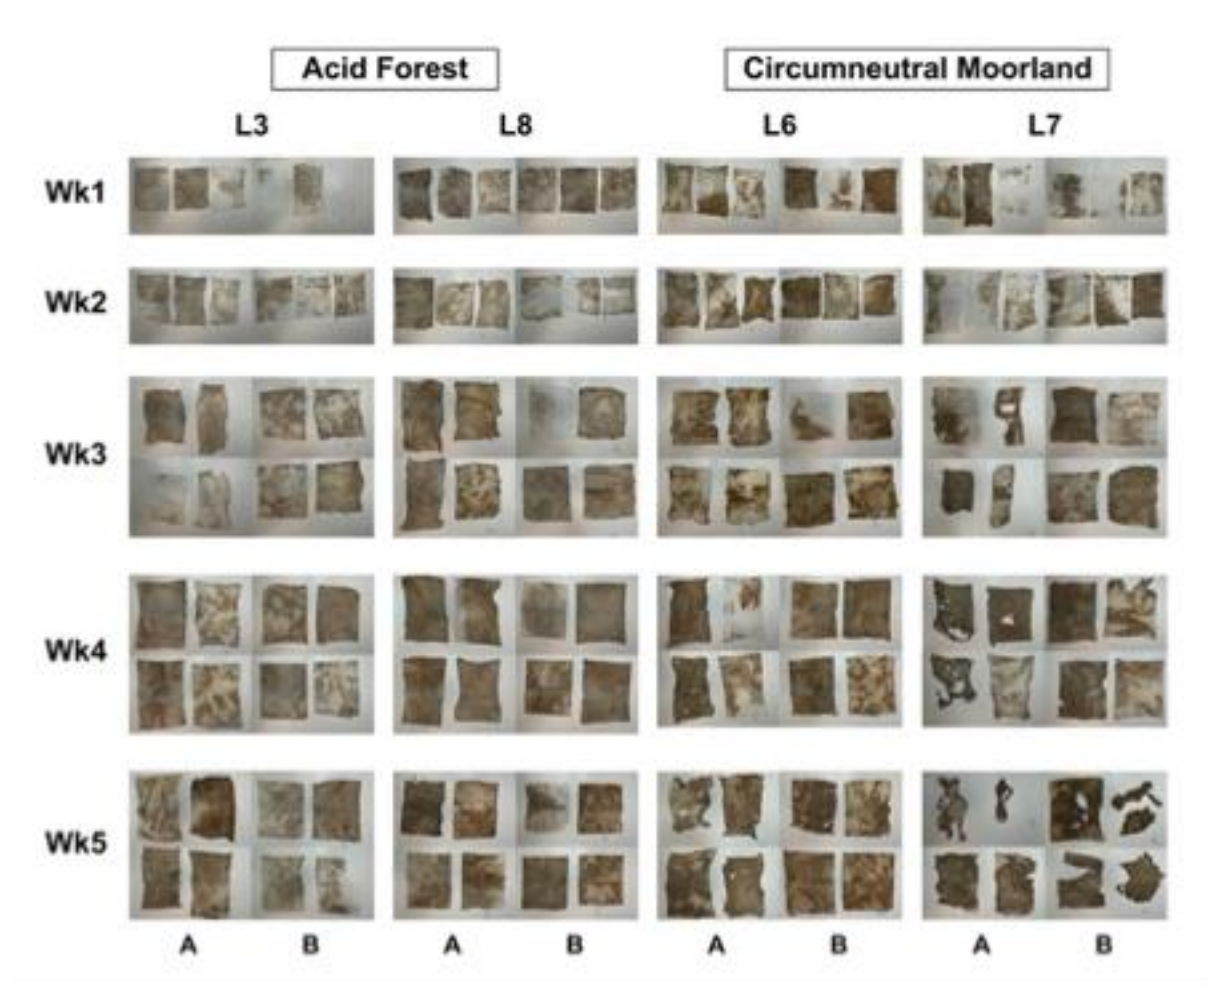 Acid Forest Circumneutral Moorland
L3 L8 L6 L7
Wk1
Wk2
Wk3
Wk4
Wk5
A B A B A B A B